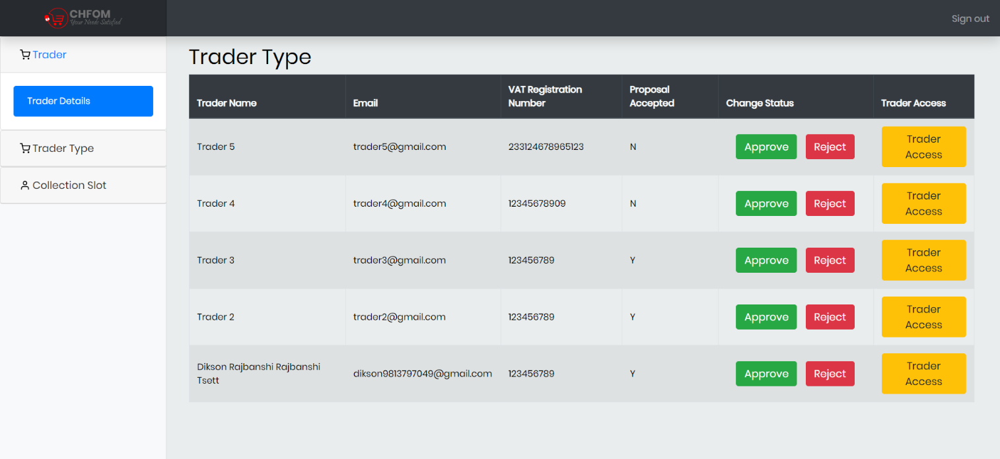 CHFOM
Your Needs Satisfied
Sign out
Trader
Trader Details
Trader Type
Collection Slot
Trader Type
Trader Name Email VAT Registration Number Proposal Accepted Change Status Trader Access
Trader 5 trader5@gmail.com 233124678965123 N Approve Reject Trader Access
Trader 4 trader4@gmail.com 12345678909 N Approve Reject Trader Access
Trader 3 trader3@gmail.com 123456789 Y Approve Reject Trader Access
Trader 2 trader2@gmail.com 123456789 Y Approve Reject Trader Access
Dikson Rajbanshi Rajbanshi Tsett dikson9813797049@gmail.com 123456789 Y Approve Reject Trader Access